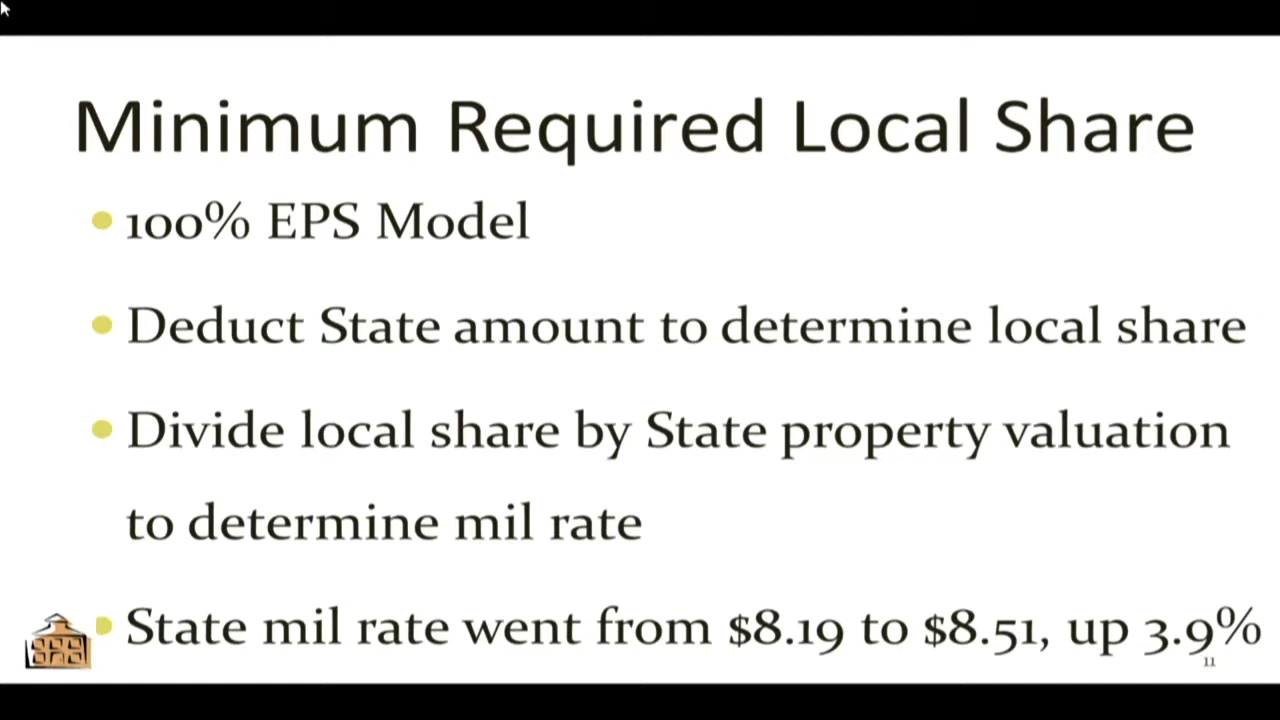 Minimum Required Local Share
100% EPS Model
Deduct State amount to determine local share
Divide local share by State property valuation
to determine mil rate
State mil rate went from $8.19 to $8.51, up 3.9%
11